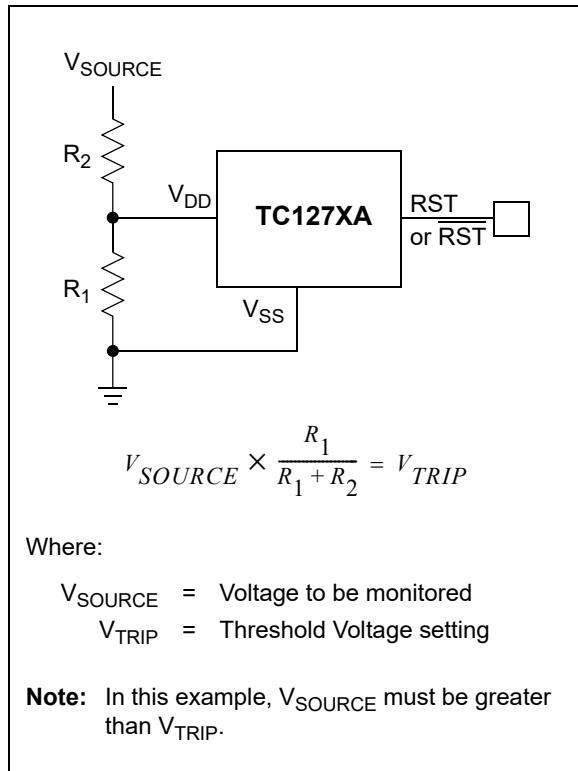 VSOURCE
R2
VDD
TC127XA
RST
or RST
R1
VSS
VSOURCE × R1 / (R1 + R2) = VTRIP
Where:
VSOURCE = Voltage to be monitored
VTRIP = Threshold Voltage setting
Note: In this example, VSOURCE must be greater
than VTRIP.